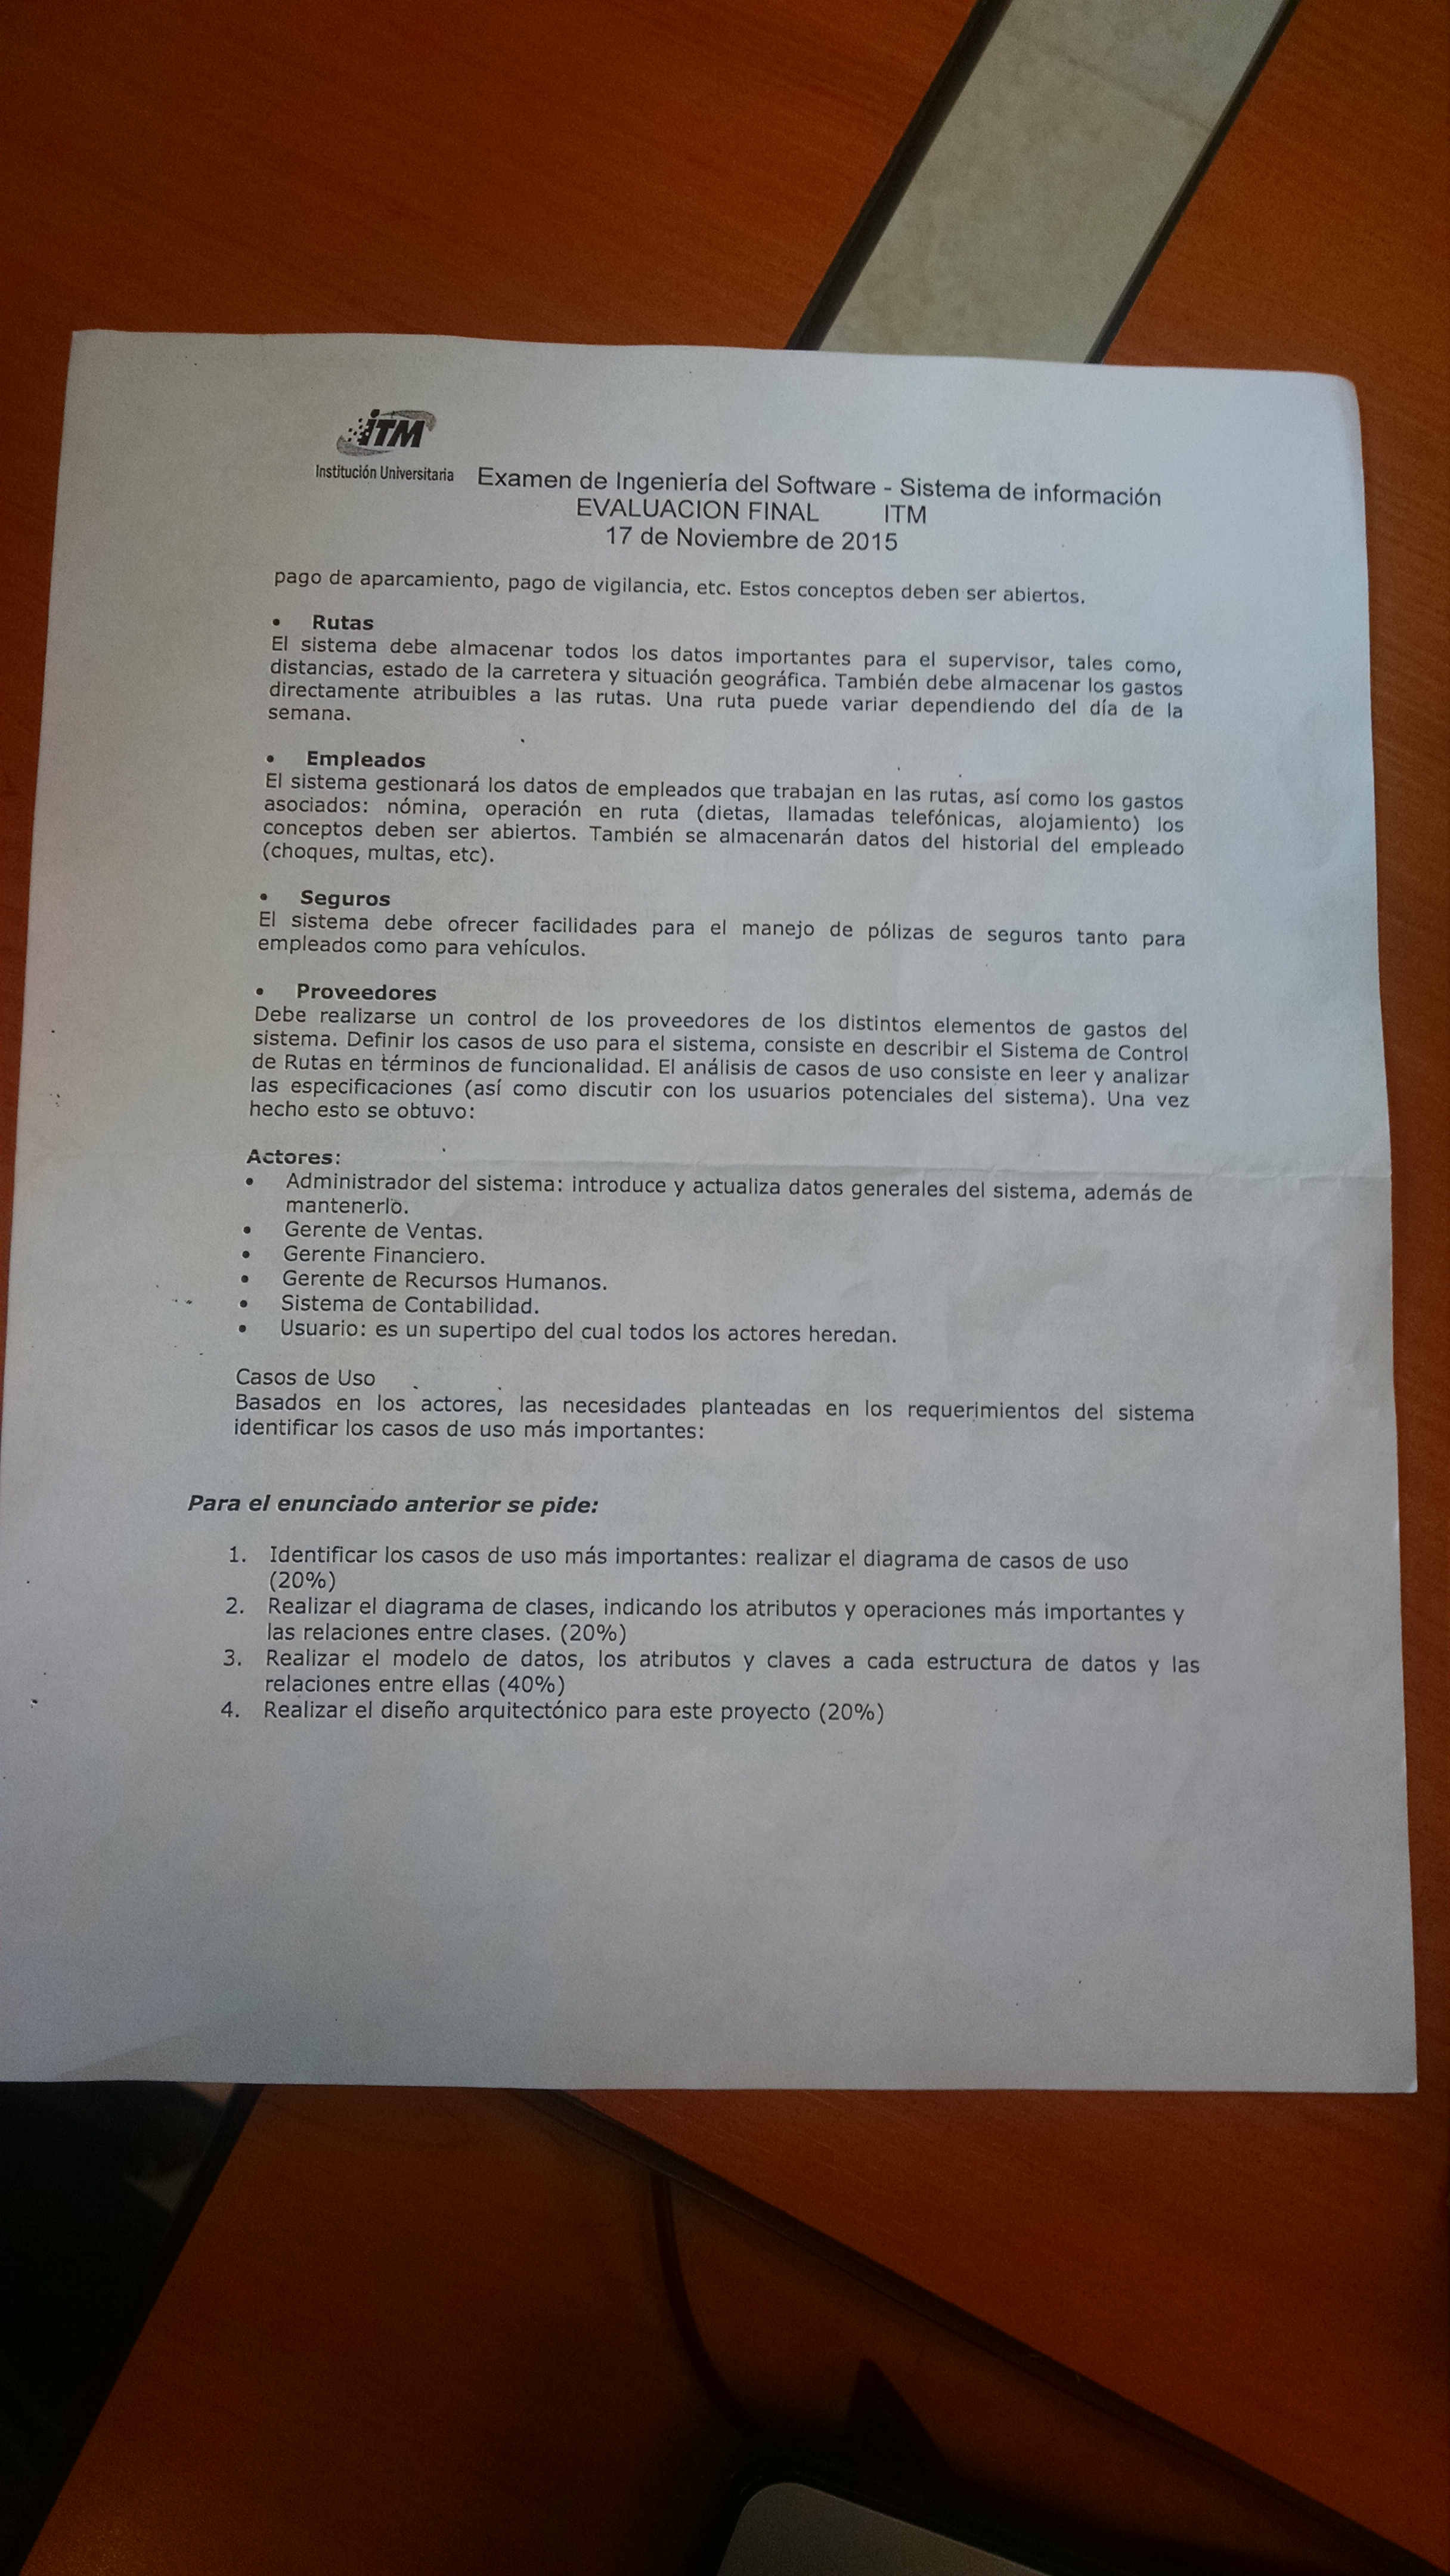 iTM
Institución Universitaria
Examen de Ingeniería del Software - Sistema de información
EVALUACION FINAL ITM
17 de Noviembre de 2015
pago de aparcamiento, pago de vigilancia, etc. Estos conceptos deben ser abiertos.
• Rutas
El sistema debe almacenar todos los datos importantes para el supervisor, tales como,
distancias, estado de la carretera y situación geográfica. También debe almacenar los gastos
directamente atribuibles a las rutas. Una ruta puede variar dependiendo del día de la
semana.
• Empleados
El sistema gestionará los datos de empleados que trabajan en las rutas, así como los gastos
asociados: nómina, operación en ruta (dietas, llamadas telefónicas, alojamiento) los
conceptos deben ser abiertos. También se almacenarán datos del historial del empleado
(choques, multas, etc).
• Seguros
El sistema debe ofrecer facilidades para el manejo de pólizas de seguros tanto para
empleados como para vehículos.
• Proveedores
Debe realizarse un control de los proveedores de los distintos elementos de gastos del
sistema. Definir los casos de uso para el sistema, consiste en describir el Sistema de Control
de Rutas en términos de funcionalidad. El análisis de casos de uso consiste en leer y analizar
las especificaciones (así como discutir con los usuarios potenciales del sistema). Una vez
hecho esto se obtuvo:
Actores:
• Administrador del sistema: introduce y actualiza datos generales del sistema, además de
mantenerlo.
• Gerente de Ventas.
• Gerente Financiero.
• Gerente de Recursos Humanos.
• Sistema de Contabilidad.
• Usuario: es un supertipo del cual todos los actores heredan.
Casos de Uso
Basados en los actores, las necesidades planteadas en los requerimientos del sistema
identificar los casos de uso más importantes:
Para el enunciado anterior se pide:
1. Identificar los casos de uso más importantes: realizar el diagrama de casos de uso
(20%)
2. Realizar el diagrama de clases, indicando los atributos y operaciones más importantes y
las relaciones entre clases. (20%)
3. Realizar el modelo de datos, los atributos y claves a cada estructura de datos y las
relaciones entre ellas (40%)
4. Realizar el diseño arquitectónico para este proyecto (20%)